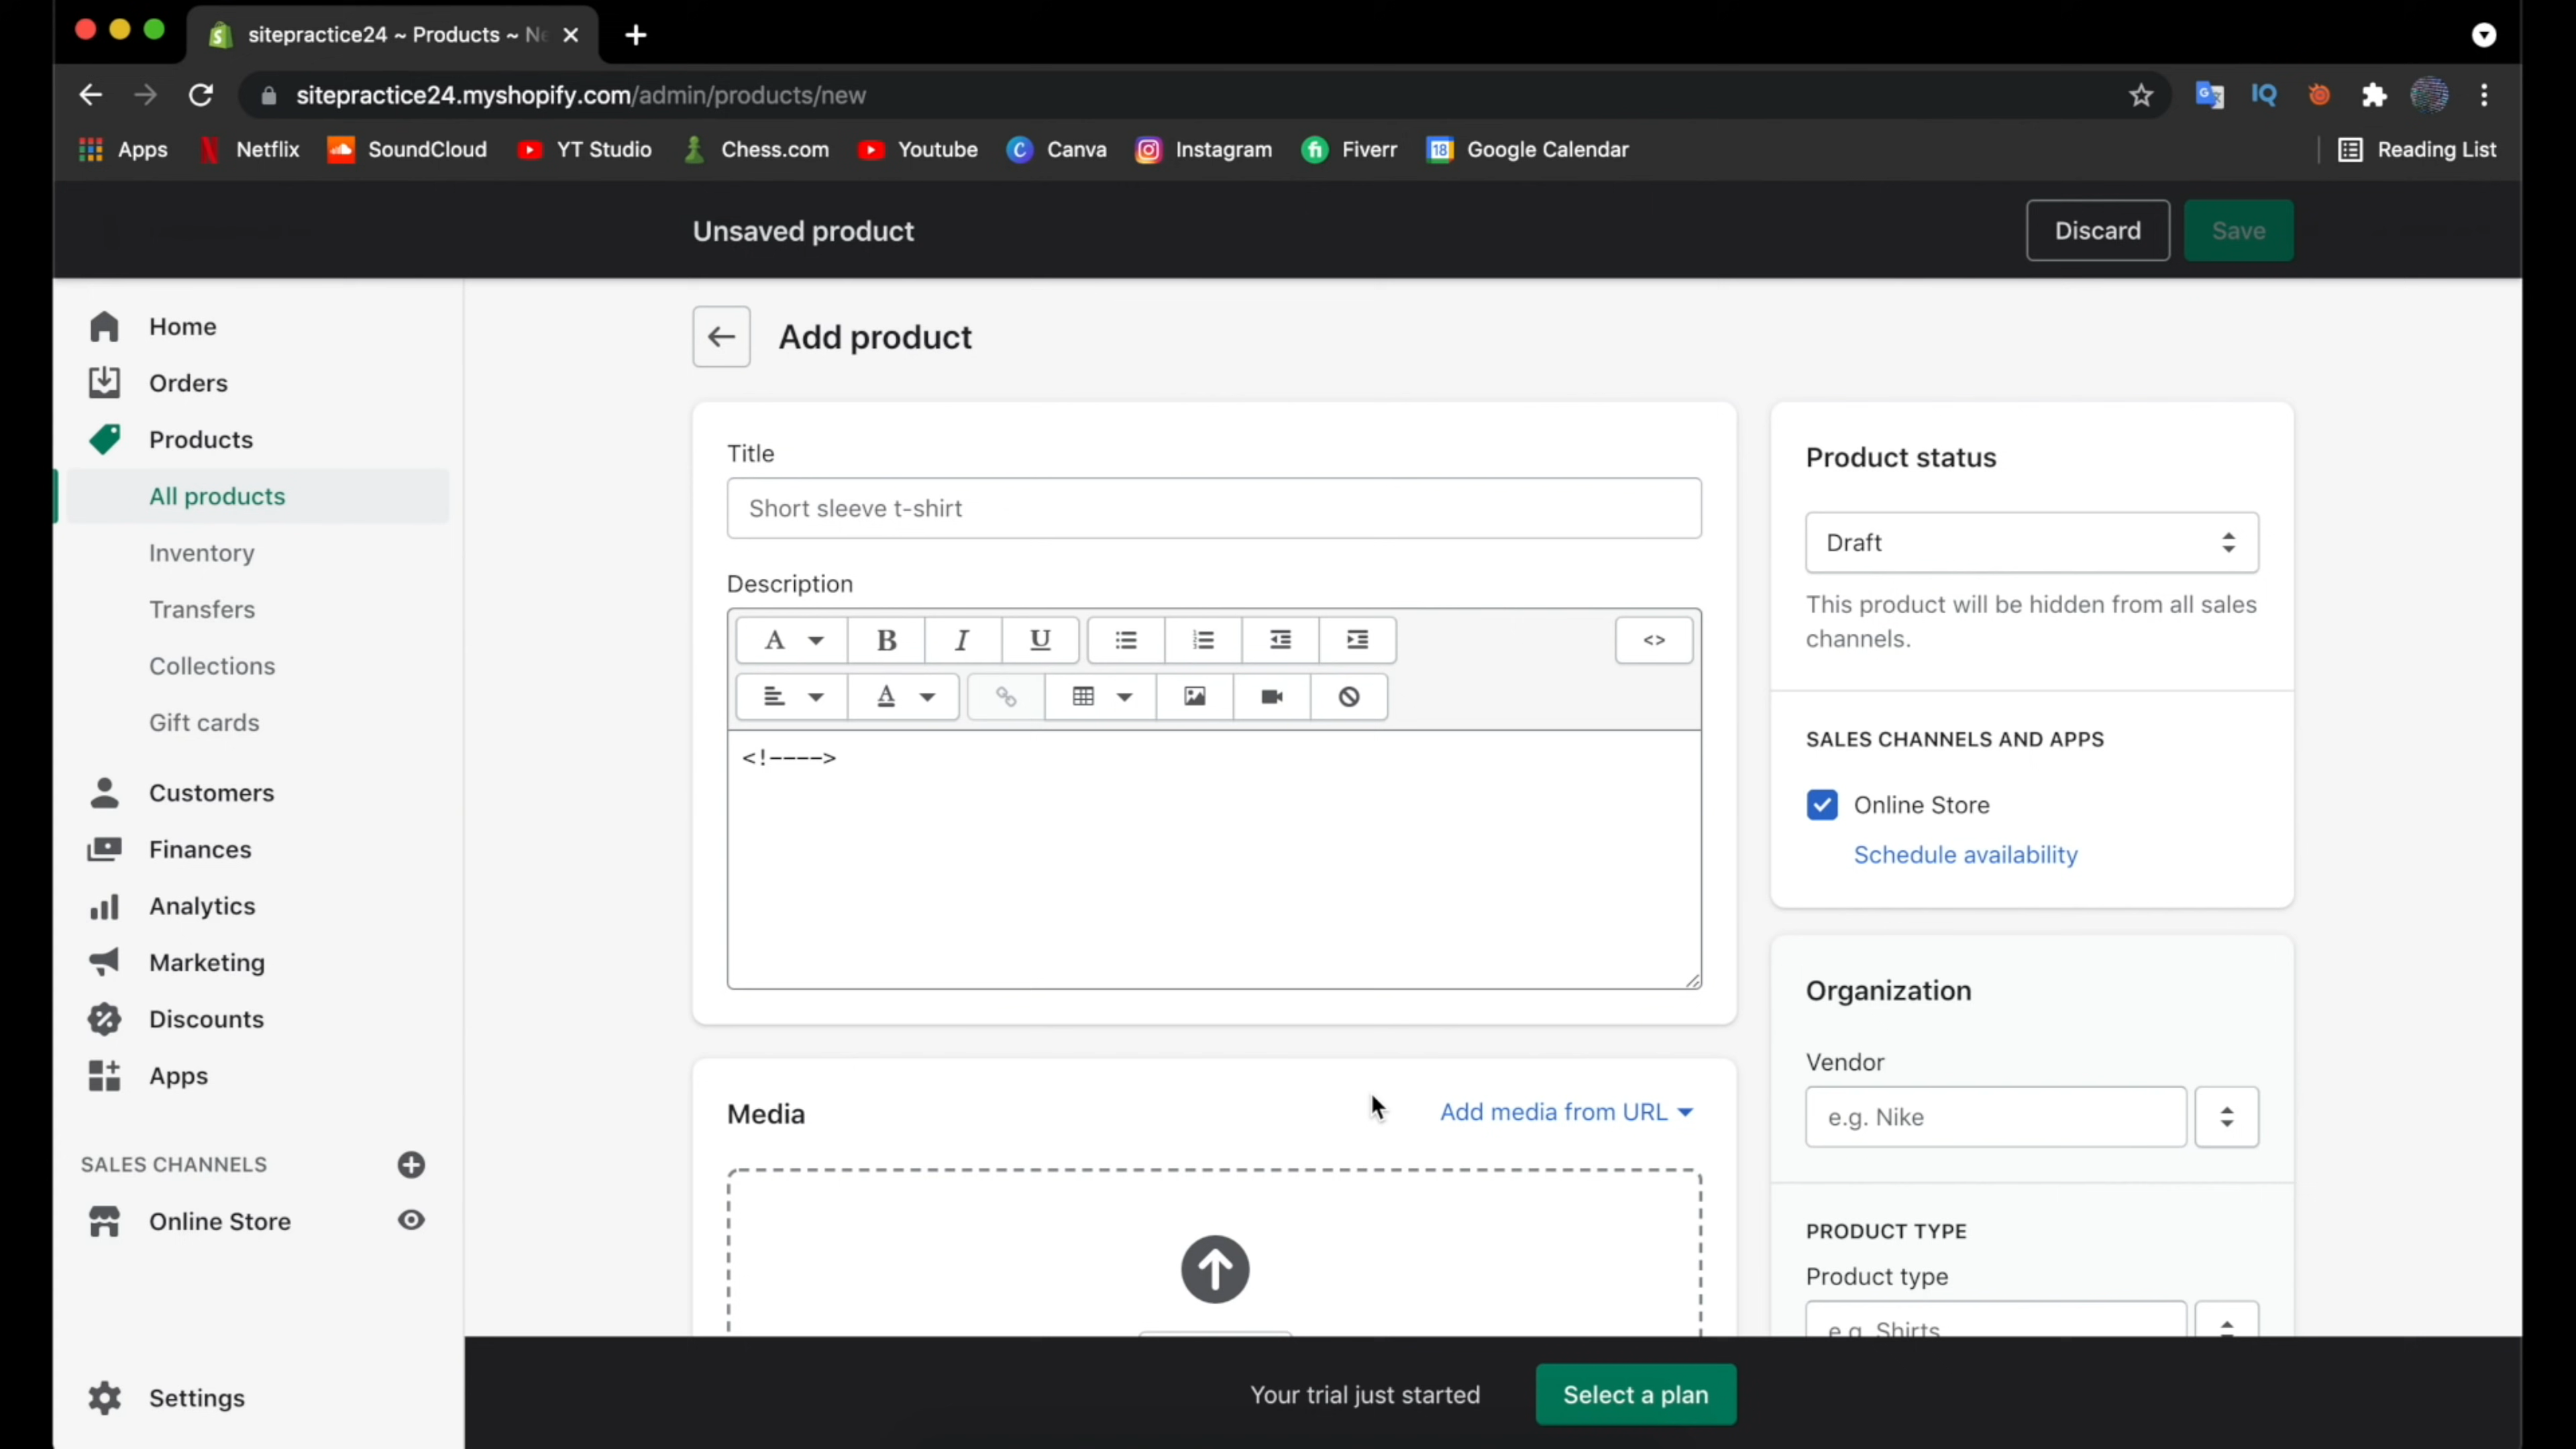 sitepractice24 ~ Products ~ Ne
sitepractice24.myshopify.com/admin/products/new
Apps Netflix SoundCloud YT Studio Chess.com Youtube Canva Instagram Fiverr Google Calendar Reading List
Unsaved product Discard Save
Home
Orders
Products
All products
Inventory
Transfers
Collections
Gift cards
Customers
Finances
Analytics
Marketing
Discounts
Apps
SALES CHANNELS
Online Store
Settings
Add product
Title
Short sleeve t-shirt
Description
<!---->
Media Add media from URL
Product status
Draft
This product will be hidden from all sales
channels.
SALES CHANNELS AND APPS
Online Store
Schedule availability
Organization
Vendor
e.g. Nike
PRODUCT TYPE
Product type
e.g. Shirts
Your trial just started Select a plan